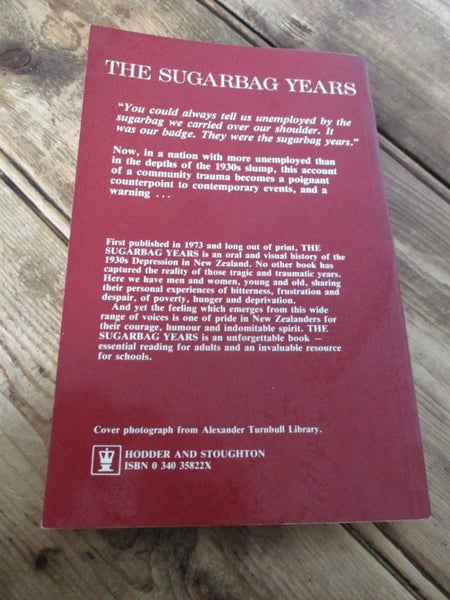 THE SUGARBAG YEARS
"You could always tell us unemployed by the
sugarbag we carried over our shoulder. It
was our badge. They were the sugarbag years."
Now, in a nation with more unemployed than
in the depths of the 1930s slump, this account
of a community trauma becomes a poignant
counterpoint to contemporary events, and a
warning ...
First published in 1973 and long out of print, THE
SUGARBAG YEARS is an oral and visual history of the
1930s Depression in New Zealand. No other book has
captured the reality of those tragic and traumatic years.
Here we have men and women, young and old, sharing
their personal experiences of bitterness, frustration and
despair, of poverty, hunger and deprivation.
And yet the feeling which emerges from this wide
range of voices is one of pride in New Zealanders for
their courage, humour and indomitable spirit. THE
SUGARBAG YEARS is an unforgettable book –
essential reading for adults and an invaluable resource
for schools.
Cover photograph from Alexander Turnbull Library.
HODDER AND STOUGHTON
ISBN 0 340 35822X